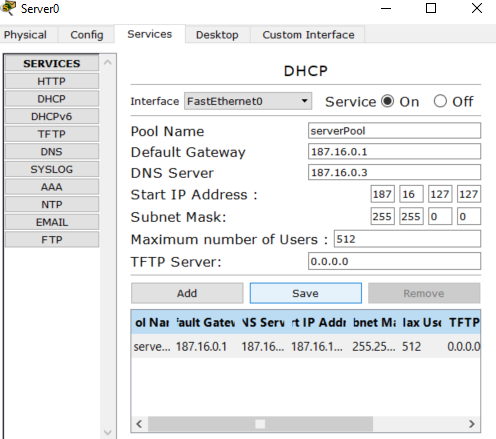 Server0
Physical Config Services Desktop Custom Interface
SERVICES
HTTP
DHCP
DHCPv6
TFTP
DNS
SYSLOG
AAA
NTP
EMAIL
FTP
DHCP
Interface FastEthernet0 Service On Off
Pool Name serverPool
Default Gateway 187.16.0.1
DNS Server 187.16.0.3
Start IP Address : 187 16 127 127
Subnet Mask: 255 255 0 0
Maximum number of Users : 512
TFTP Server: 0.0.0.0
Add Save Remove
ol Nar fault Gatev NS Serv rt IP Addr bnet Ma lax Use TFTP
serve... 187.16.0.1 187.16... 187.16.1... 255.25... 512 0.0.0.0